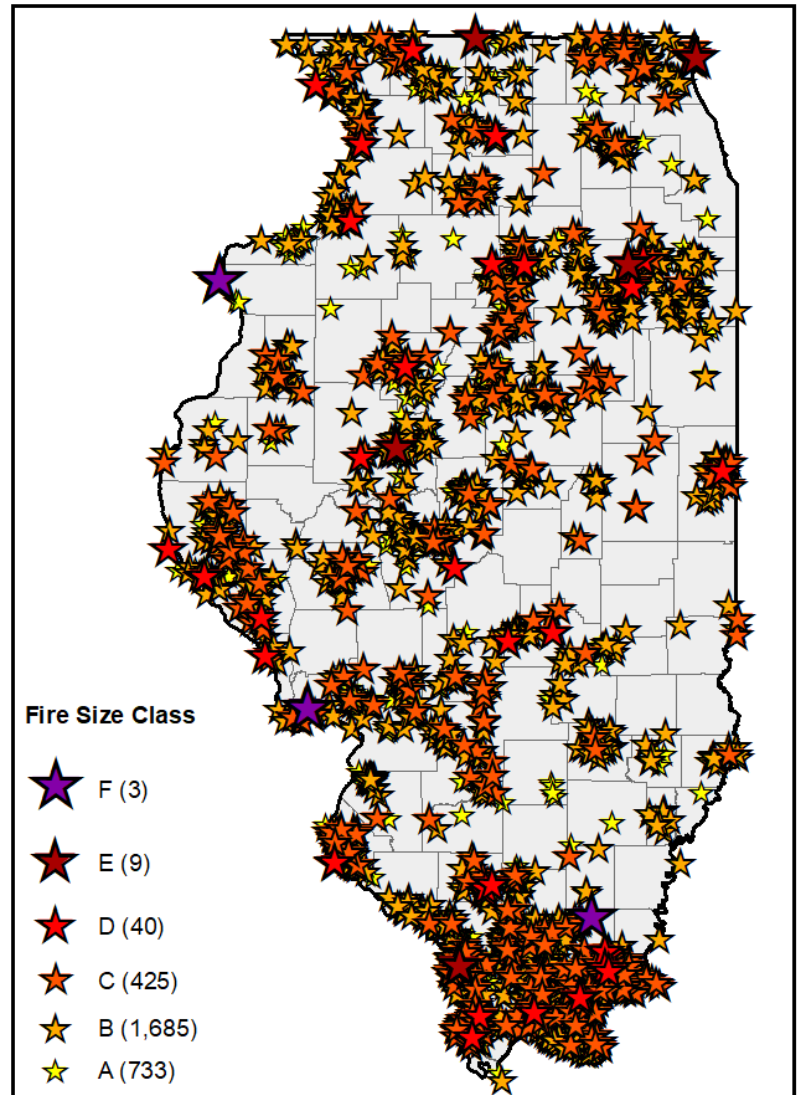 Fire Size Class
F (3)
E (9)
D (40)
C (425)
B (1,685)
A (733)